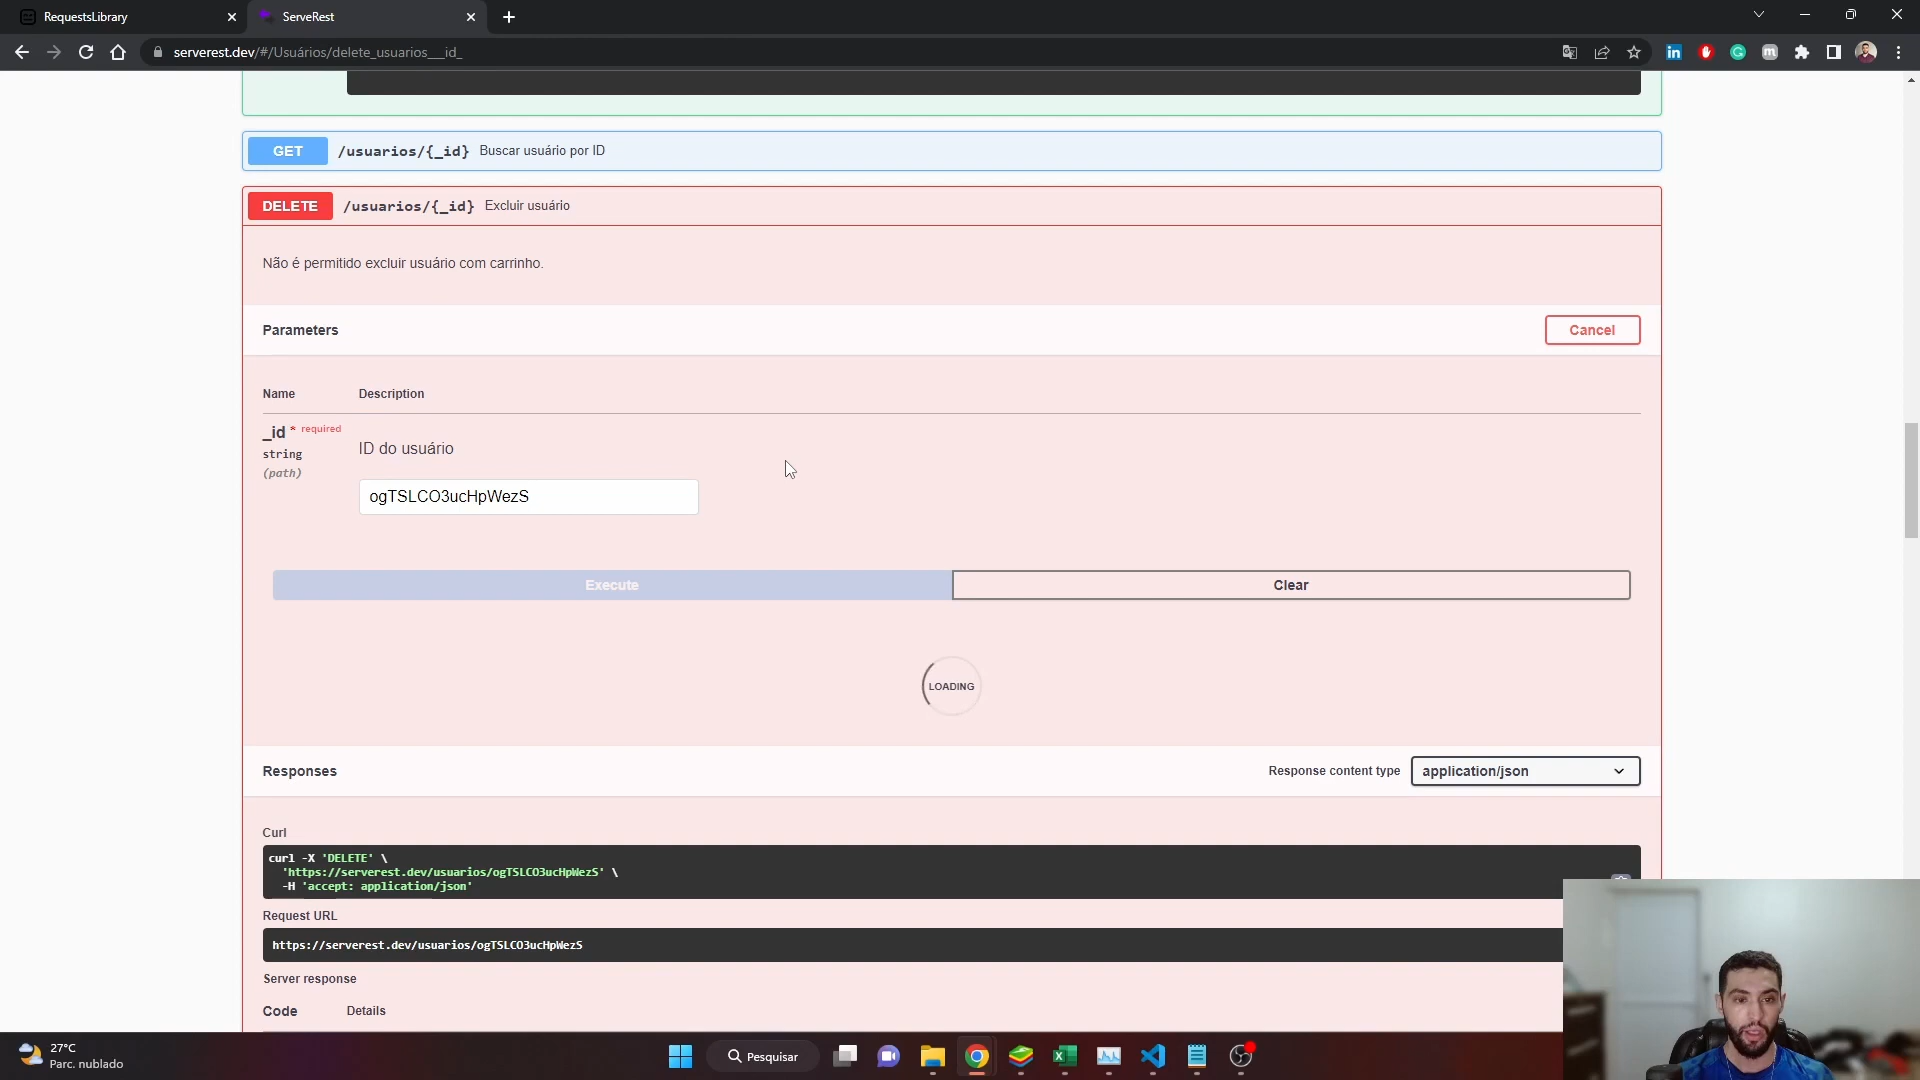 RequestsLibrary
ServeRest
serverest.dev/#/Usuários/delete_usuarios__id_
GET /usuarios/{_id} Buscar usuário por ID
DELETE /usuarios/{_id} Excluir usuário
Não é permitido excluir usuário com carrinho.
Parameters
Cancel
Name Description
_id * required
string
(path)
ID do usuário
ogTSLCO3ucHpWezS
Execute Clear
LOADING
Responses Response content type application/json
Curl
curl -X 'DELETE' \
'https://serverest.dev/usuarios/ogTSLCO3ucHpWezS' \
-H 'accept: application/json'
Request URL
https://serverest.dev/usuarios/ogTSLCO3ucHpWezS
Server response
Code Details
27°C
Parc. nublado
Pesquisar